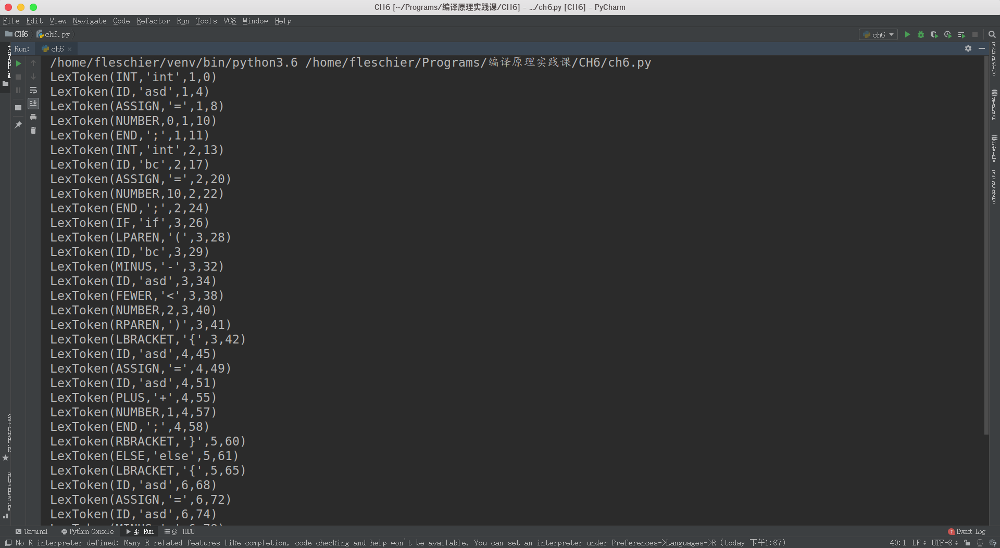 CH6 [~/Programs/编译原理实践课/CH6] - .../ch6.py [CH6] - PyCharm
File Edit View Navigate Code Refactor Run Tools VCS Window Help
CH6 ch6.py ch6
Run: ch6
/home/fleschier/venv/bin/python3.6 /home/fleschier/Programs/编译原理实践课/CH6/ch6.py
LexToken(INT,'int',1,0)
LexToken(ID,'asd',1,4)
LexToken(ASSIGN,'=',1,8)
LexToken(NUMBER,0,1,10)
LexToken(END,';',1,11)
LexToken(INT,'int',2,13)
LexToken(ID,'bc',2,17)
LexToken(ASSIGN,'=',2,20)
LexToken(NUMBER,10,2,22)
LexToken(END,';',2,24)
LexToken(IF,'if',3,26)
LexToken(LPAREN,'(',3,28)
LexToken(ID,'bc',3,29)
LexToken(MINUS,'-',3,32)
LexToken(ID,'asd',3,34)
LexToken(FEWER,'<',3,38)
LexToken(NUMBER,2,3,40)
LexToken(RPAREN,')',3,41)
LexToken(LBRACKET,'{',3,42)
LexToken(ID,'asd',4,45)
LexToken(ASSIGN,'=',4,49)
LexToken(ID,'asd',4,51)
LexToken(PLUS,'+',4,55)
LexToken(NUMBER,1,4,57)
LexToken(END,';',4,58)
LexToken(RBRACKET,'}',5,60)
LexToken(ELSE,'else',5,61)
LexToken(LBRACKET,'{',5,65)
LexToken(ID,'asd',6,68)
LexToken(ASSIGN,'=',6,72)
LexToken(ID,'asd',6,74)
R Graphics
Database
SciView
R Packages
Terminal Python Console 4: Run 6: TODO 1 Event Log
No R interpreter defined: Many R related features like completion, code checking and help won't be available. You can set an interpreter under Preferences->Languages->R (today 下午1:37) 40:1 LF UTF-8